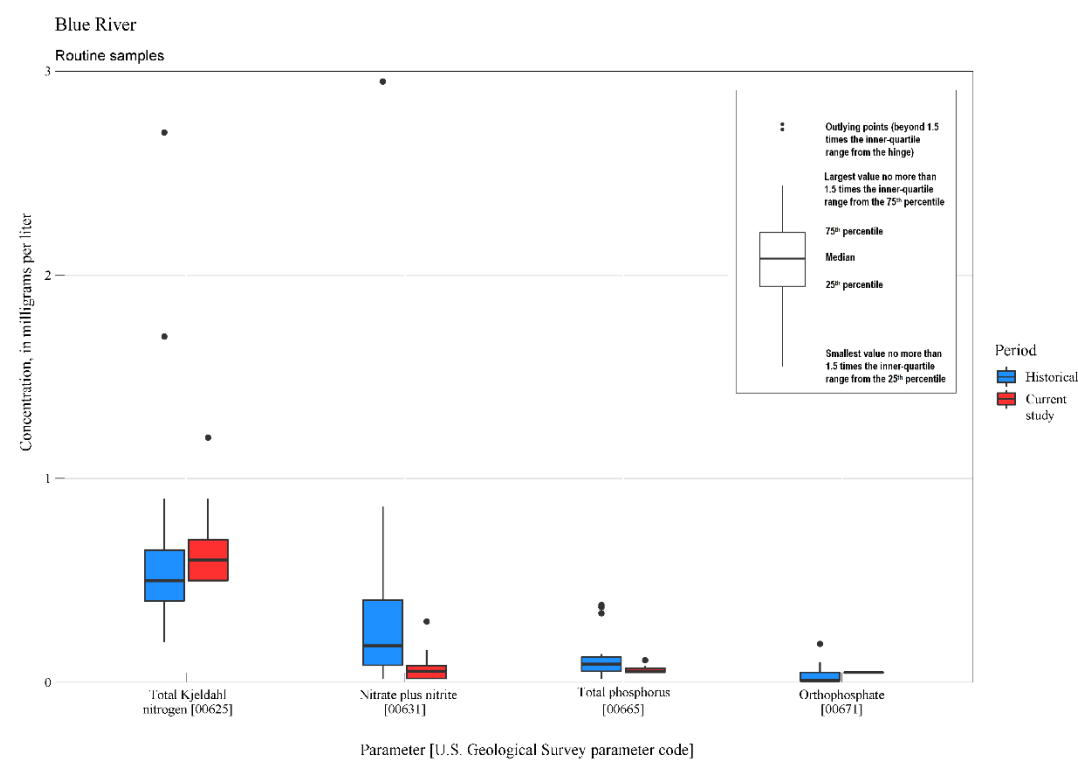 Blue River
Routine samples
3
2
1
0
Concentration, in milligrams per liter
Outlying points (beyond 1.5
times the inner-quartile
range from the hinge)
Largest value no more than
1.5 times the inner-quartile
range from the 75th percentile
75th percentile
Median
25th percentile
Smallest value no more than
1.5 times the inner-quartile
range from the 25th percentile
Period
Historical
Current
study
Total Kjeldahl
nitrogen [00625]
Nitrate plus nitrite
[00631]
Total phosphorus
[00665]
Orthophosphate
[00671]
Parameter [U.S. Geological Survey parameter code]